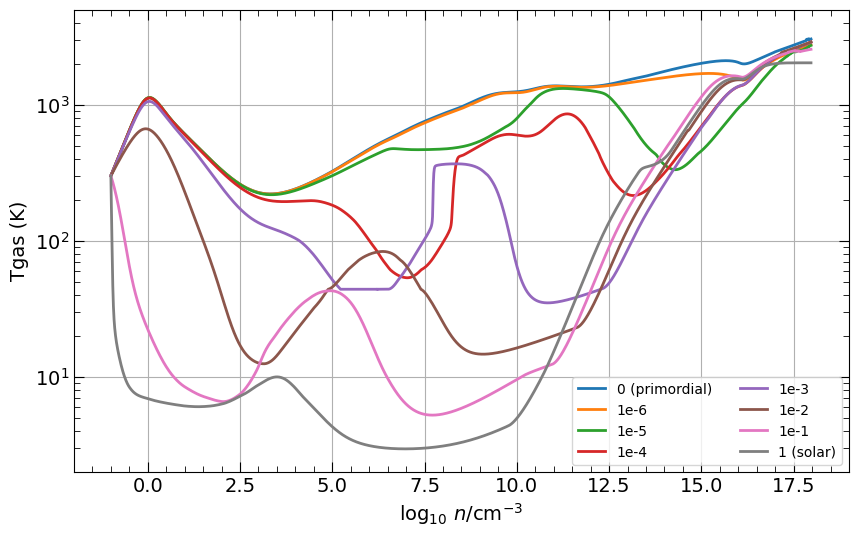 10³
10²
10¹
Tgas (K)
0 (primordial)
1e-6
1e-5
1e-4
1e-3
1e-2
1e-1
1 (solar)
0.0 2.5 5.0 7.5 10.0 12.5 15.0 17.5
log₁₀ n/cm⁻³